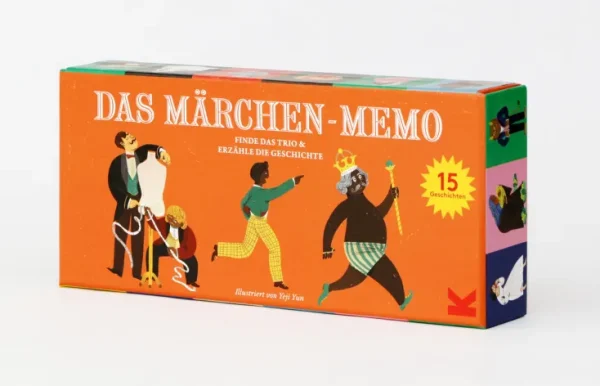 DAS MÄRCHEN-MEMO
FINDE DAS TRIO &
ERZÄHLE DIE GESCHICHTE
15
Geschichten
Illustriert von Yeji Yun
K